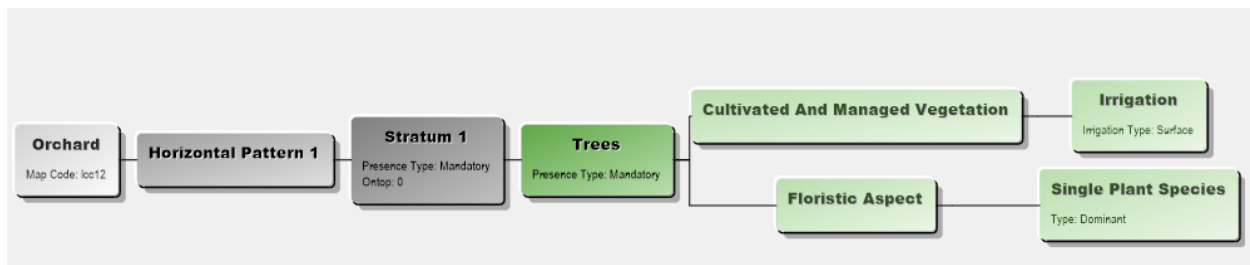 Orchard
Map Code: lcc12
Horizontal Pattern 1
Stratum 1
Presence Type: Mandatory
Ontop: 0
Trees
Presence Type: Mandatory
Cultivated And Managed Vegetation
Irrigation
Irrigation Type: Surface
Floristic Aspect
Single Plant Species
Type: Dominant